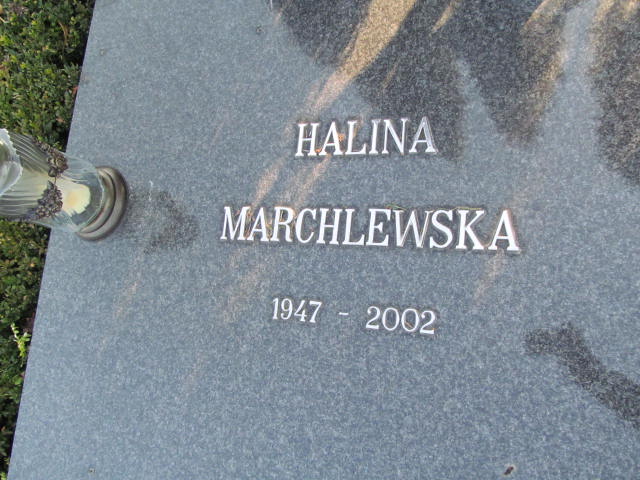 HALINA
MARCHLEWSKA
1947 - 2002